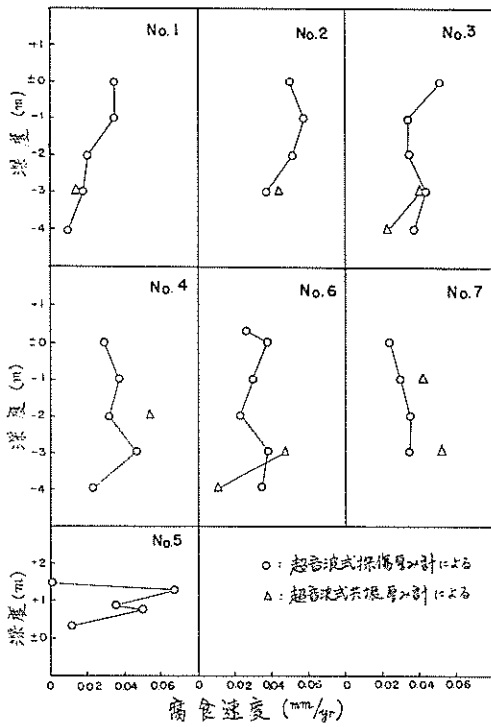 No.1
No.2
No.3
+1
±0
-1
-2
-3
-4
深度 (m)
No.4
No.6
No.7
+1
±0
-1
-2
-3
-4
深度 (m)
No.5
+2
+1
±0
深度 (m)
○ : 超音波式探傷厚み計による
△ : 超音波式共振厚み計による
0 0.02 0.04 0.06 0 0.02 0.04 0.06 0 0.02 0.04 0.06
腐食速度 (mm/yr)